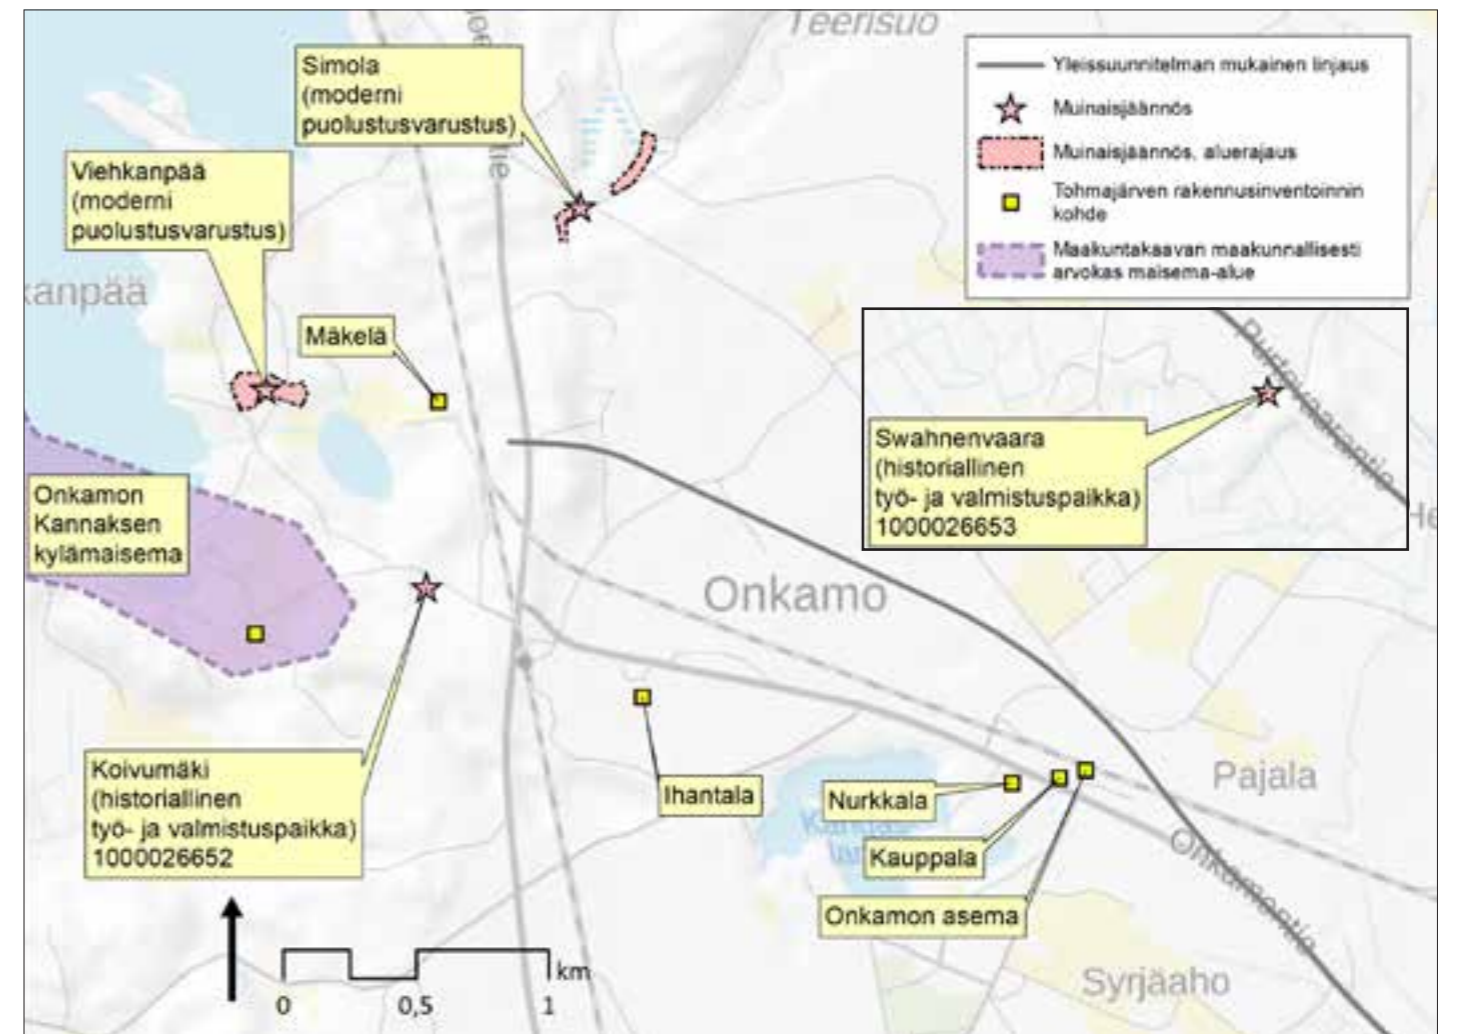 Teerisuo
Simola
(moderni
puolustusvarustus)
Yleissuunnitelman mukainen linjaus
Muinaisjäännös
Muinaisjäännös, aluerajaus
Tohmajärven rakennusinventoinnin
kohde
Maakuntakaavan maakunnallisesti
arvokas maisema-alue
Viehkanpää
(moderni
puolustusvarustus)
Mäkelä
Swahnenvaara
(historiallinen
työ- ja valmistuspaikka)
1000026653
Onkamon
Kannaksen
kylämaisema
Onkamo
Koivumäki
(historiallinen
työ- ja valmistuspaikka)
1000026652
Ihantala
Nurkkala
Kauppala
Onkamon asema
Pajala
Onkamontie
Syrjäaho
km
0
0,5
1